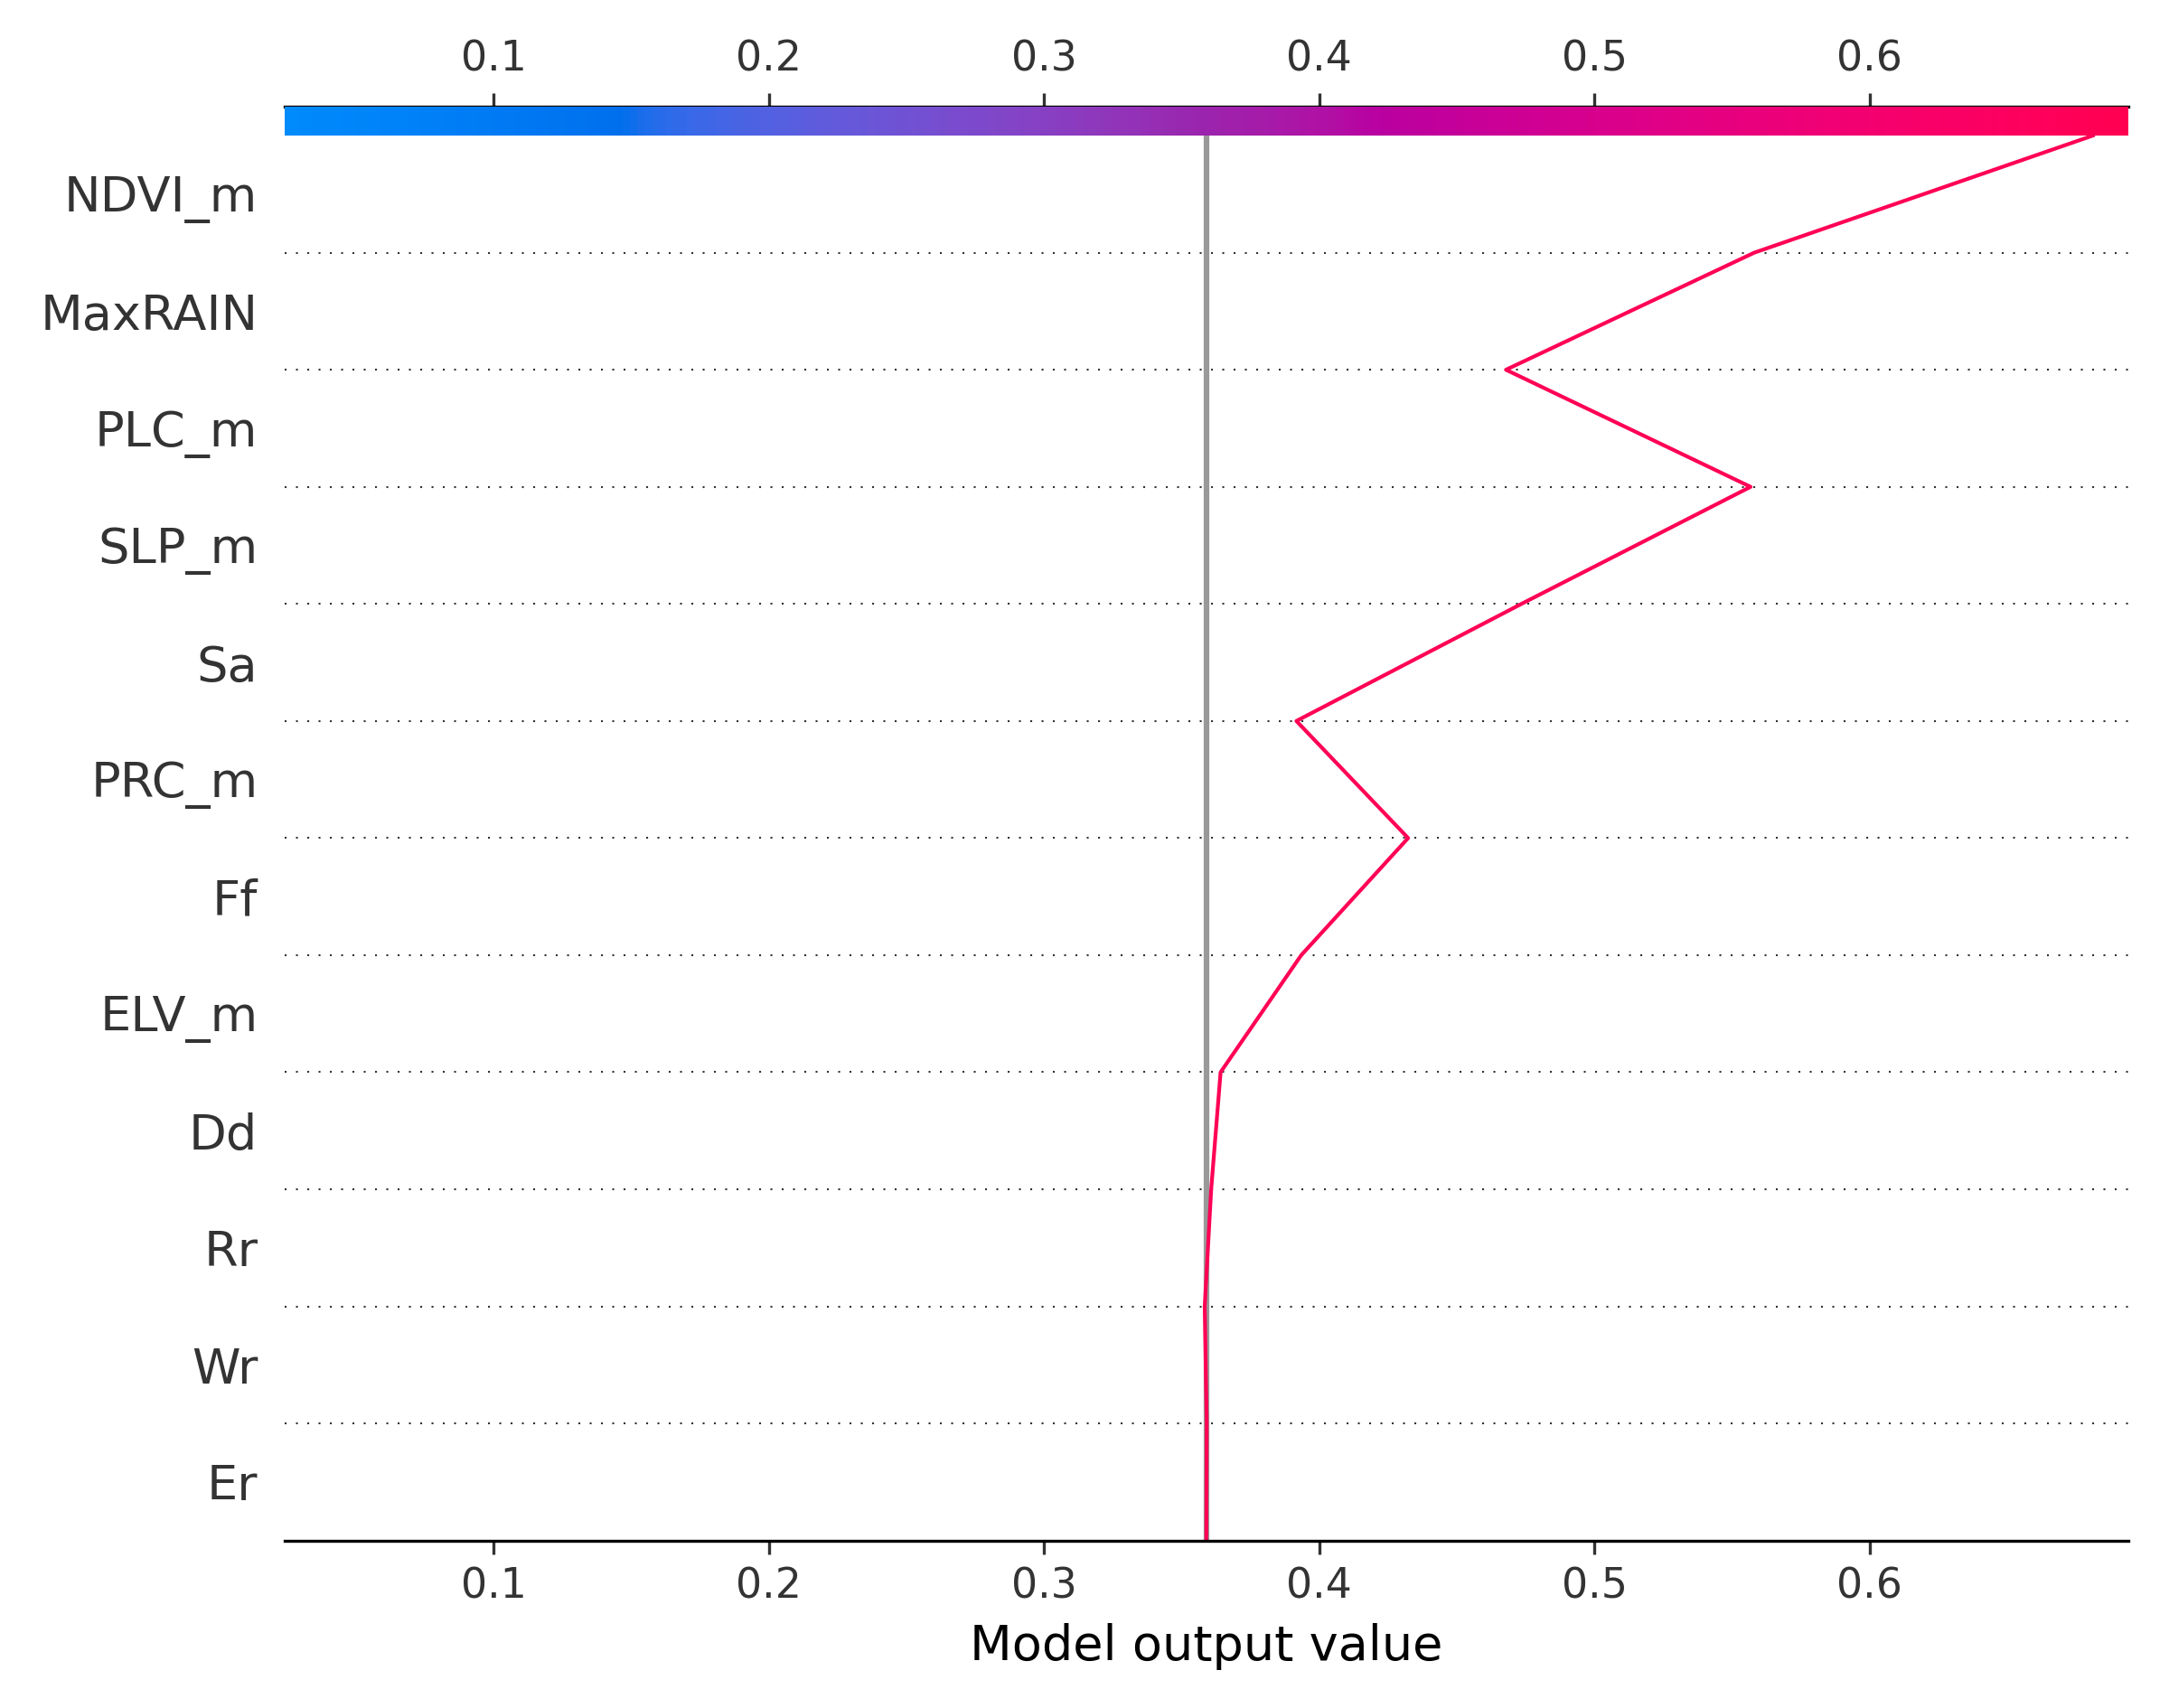 0.1 0.2 0.3 0.4 0.5 0.6
NDVI_m
MaxRAIN
PLC_m
SLP_m
Sa
PRC_m
Ff
ELV_m
Dd
Rr
Wr
Er
0.1 0.2 0.3 0.4 0.5 0.6
Model output value